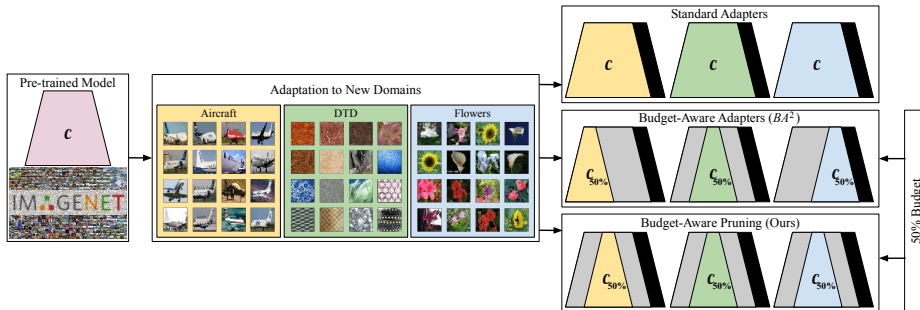 Pre-trained Model
C
IMAGENET
Adaptation to New Domains
Aircraft
DTD
Flowers
Standard Adapters
C
C
C
Budget-Aware Adapters (BA²)
C50%
C50%
C50%
Budget-Aware Pruning (Ours)
C50%
C50%
C50%
50% Budget